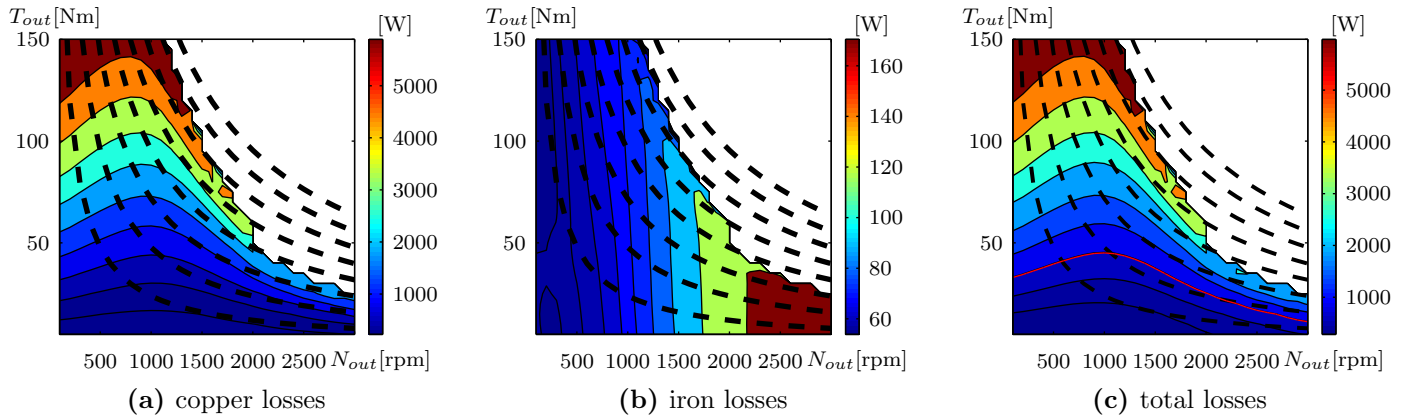 T_out[Nm] [W] T_out[Nm] [W] T_out[Nm] [W]
150 150 150
5000 160 5000
140
100 4000 100 100 4000
120
3000 3000
100
50 2000 50 50 2000
80
1000 60 1000
500 1000 1500 2000 2500 N_out[rpm] 500 1000 1500 2000 2500 N_out[rpm] 500 1000 1500 2000 2500 N_out[rpm]
(a) copper losses (b) iron losses (c) total losses